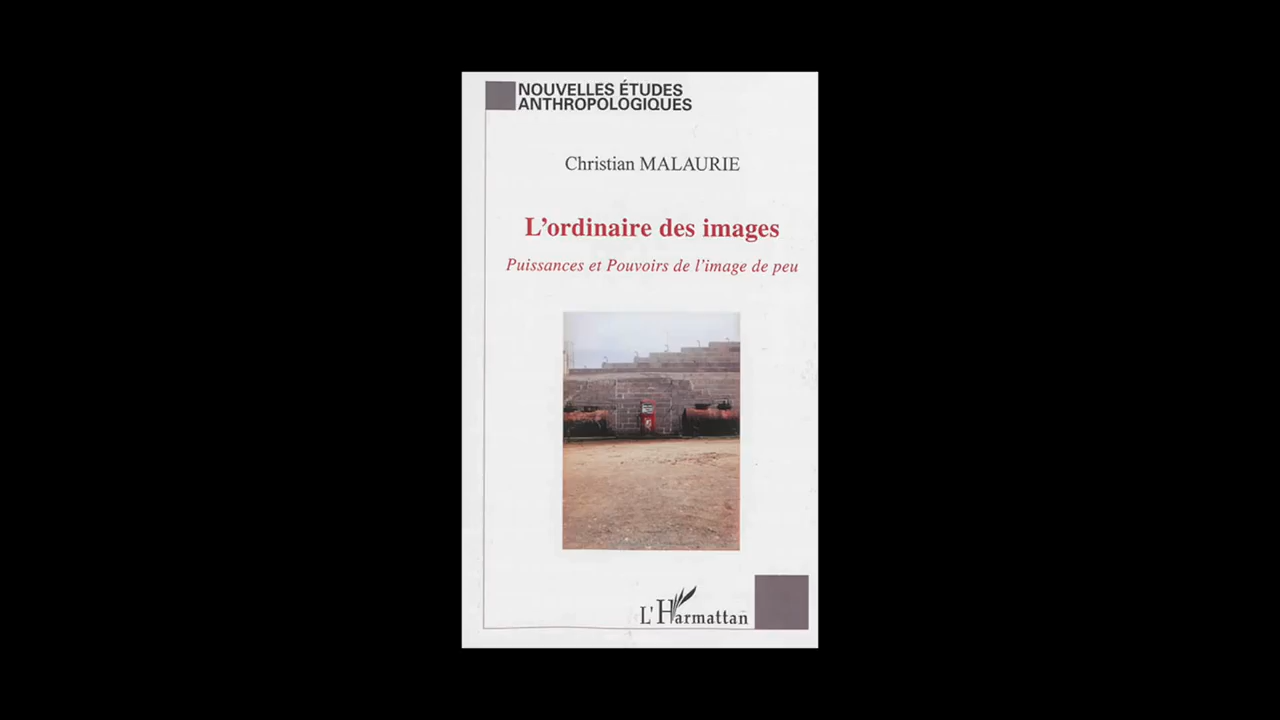 NOUVELLES ÉTUDES
ANTHROPOLOGIQUES
Christian MALAURIE
L'ordinaire des images
Puissances et Pouvoirs de l'image de peu
L'Harmattan